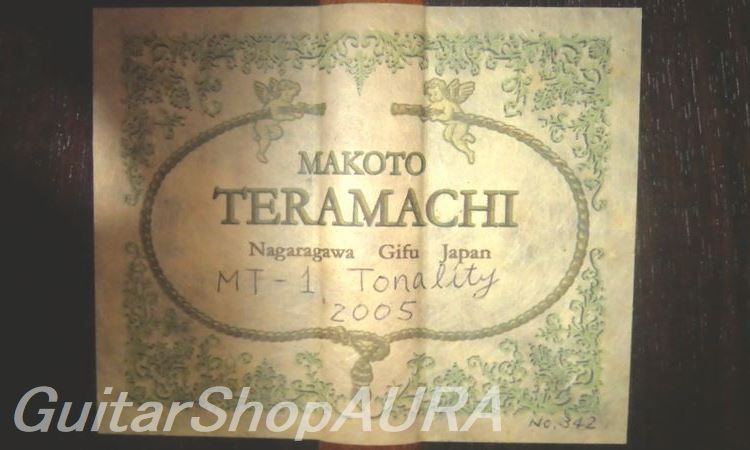 MAKOTO
TERAMACHI
Nagaragawa Gifu Japan
MT-1 Tonality
2005
No. 342
GuitarShopAURA